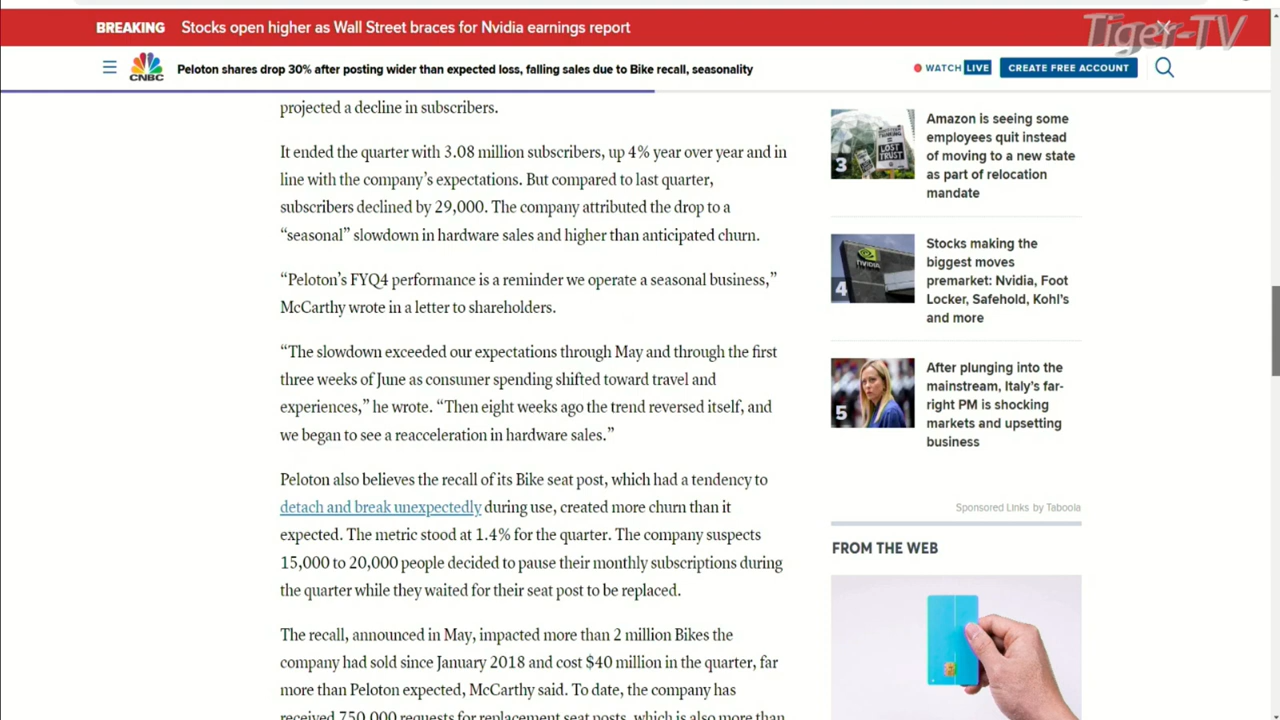 BREAKING Stocks open higher as Wall Street braces for Nvidia earnings report
Tiger-TV
CNBC
Peloton shares drop 30% after posting wider than expected loss, falling sales due to Bike recall, seasonality
WATCH LIVE
CREATE FREE ACCOUNT
projected a decline in subscribers.
It ended the quarter with 3.08 million subscribers, up 4% year over year and in
line with the company’s expectations. But compared to last quarter,
subscribers declined by 29,000. The company attributed the drop to a
“seasonal” slowdown in hardware sales and higher than anticipated churn.
“Peloton’s FYQ4 performance is a reminder we operate a seasonal business,”
McCarthy wrote in a letter to shareholders.
“The slowdown exceeded our expectations through May and through the first
three weeks of June as consumer spending shifted toward travel and
experiences,” he wrote. “Then eight weeks ago the trend reversed itself, and
we began to see a reacceleration in hardware sales.”
Peloton also believes the recall of its Bike seat post, which had a tendency to
detach and break unexpectedly during use, created more churn than it
expected. The metric stood at 1.4% for the quarter. The company suspects
15,000 to 20,000 people decided to pause their monthly subscriptions during
the quarter while they waited for their seat post to be replaced.
The recall, announced in May, impacted more than 2 million Bikes the
company had sold since January 2018 and cost $40 million in the quarter, far
more than Peloton expected, McCarthy said. To date, the company has
received 750,000 requests for replacement seat posts, which is also more than
LOST
TRUST
3
Amazon is seeing some
employees quit instead
of moving to a new state
as part of relocation
mandate
NVIDIA
4
Stocks making the
biggest moves
premarket: Nvidia, Foot
Locker, Safehold, Kohl’s
and more
5
After plunging into the
mainstream, Italy’s far-
right PM is shocking
markets and upsetting
business
Sponsored Links by Taboola
FROM THE WEB